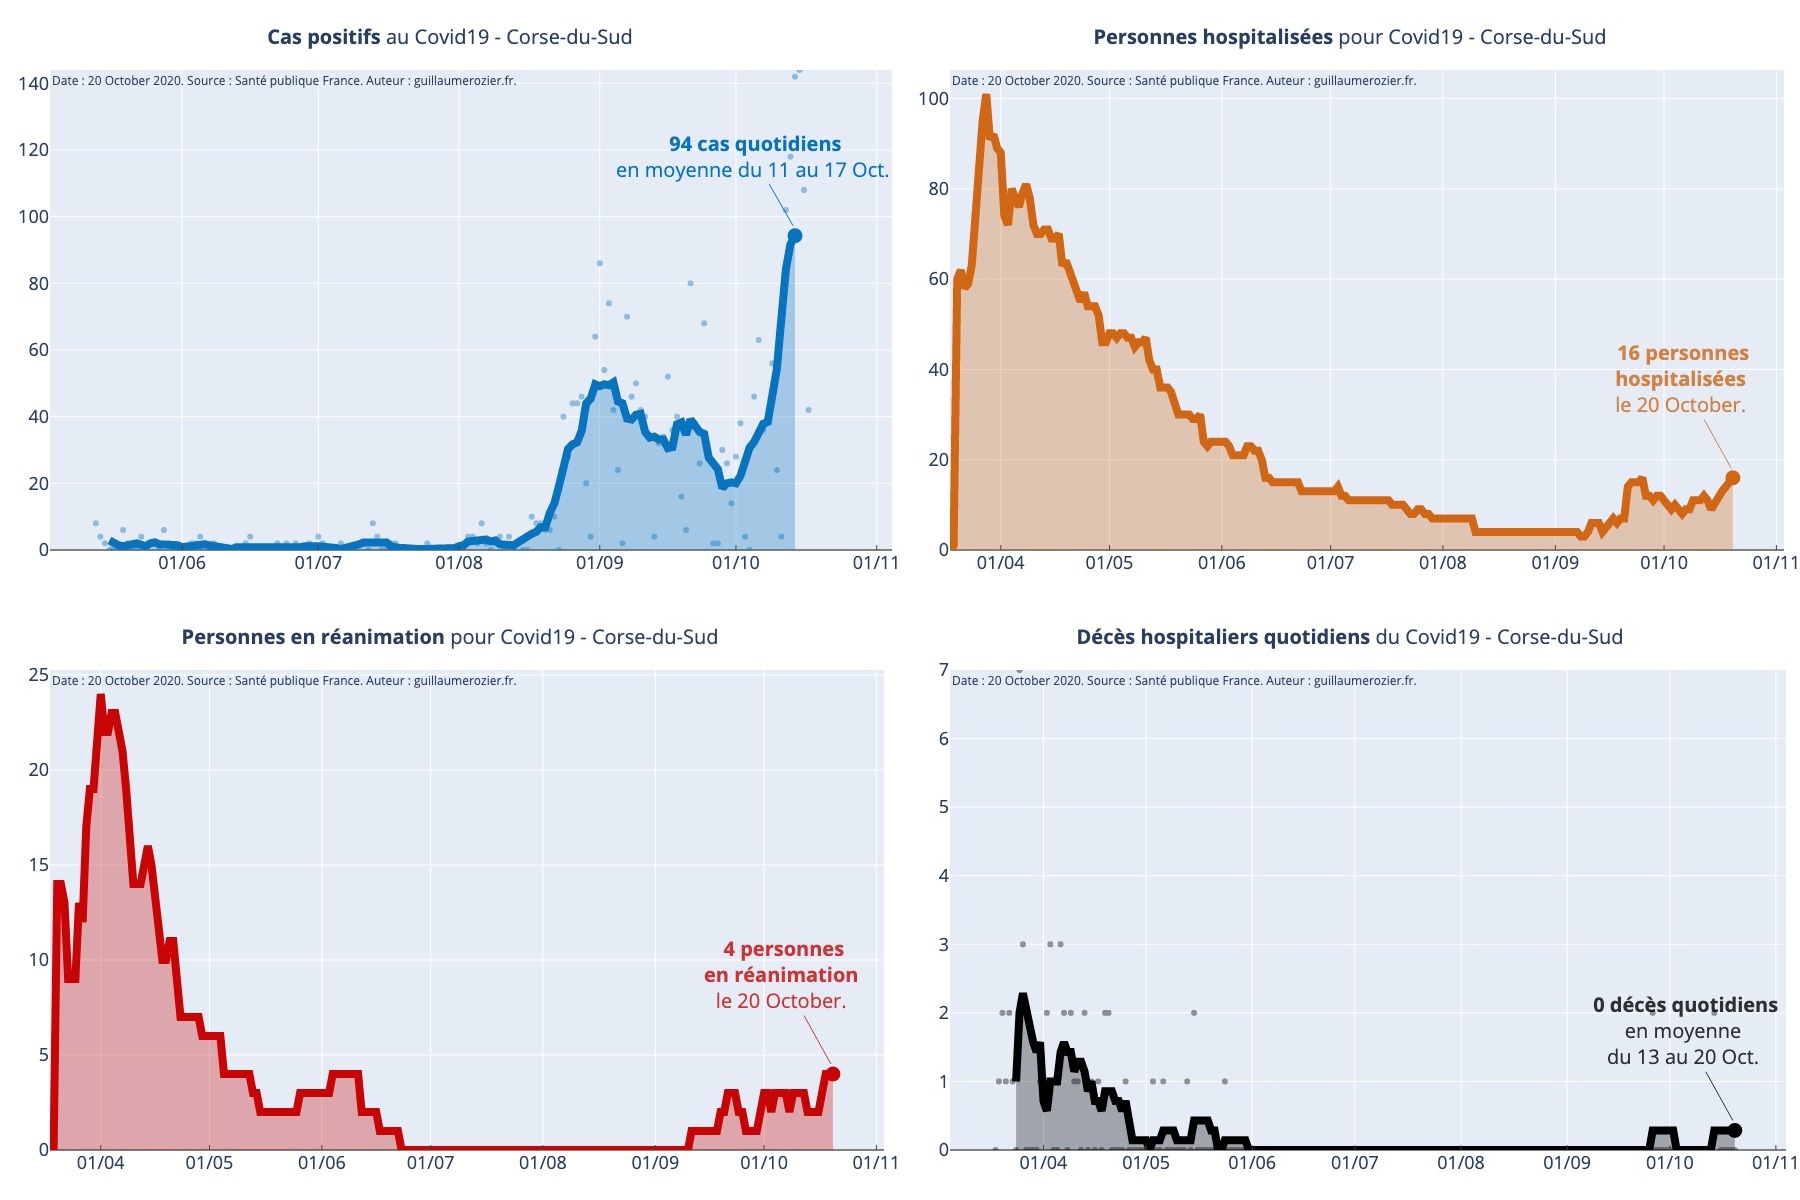 Cas positifs au Covid19 - Corse-du-Sud
Date : 20 October 2020. Source : Santé publique France. Auteur : guillaumerozier.fr.
140
120
100
80
60
40
20
0
94 cas quotidiens
en moyenne du 11 au 17 Oct.
01/06 01/07 01/08 01/09 01/10 01/11
Personnes hospitalisées pour Covid19 - Corse-du-Sud
Date : 20 October 2020. Source : Santé publique France. Auteur : guillaumerozier.fr.
100
80
60
40
20
0
16 personnes
hospitalisées
le 20 October.
01/04 01/05 01/06 01/07 01/08 01/09 01/10 01/11
Personnes en réanimation pour Covid19 - Corse-du-Sud
Date : 20 October 2020. Source : Santé publique France. Auteur : guillaumerozier.fr.
25
20
15
10
5
0
4 personnes
en réanimation
le 20 October.
01/04 01/05 01/06 01/07 01/08 01/09 01/10 01/11
Décès hospitaliers quotidiens du Covid19 - Corse-du-Sud
Date : 20 October 2020. Source : Santé publique France. Auteur : guillaumerozier.fr.
7
6
5
4
3
2
1
0
0 décès quotidiens
en moyenne
du 13 au 20 Oct.
01/04 01/05 01/06 01/07 01/08 01/09 01/10 01/11